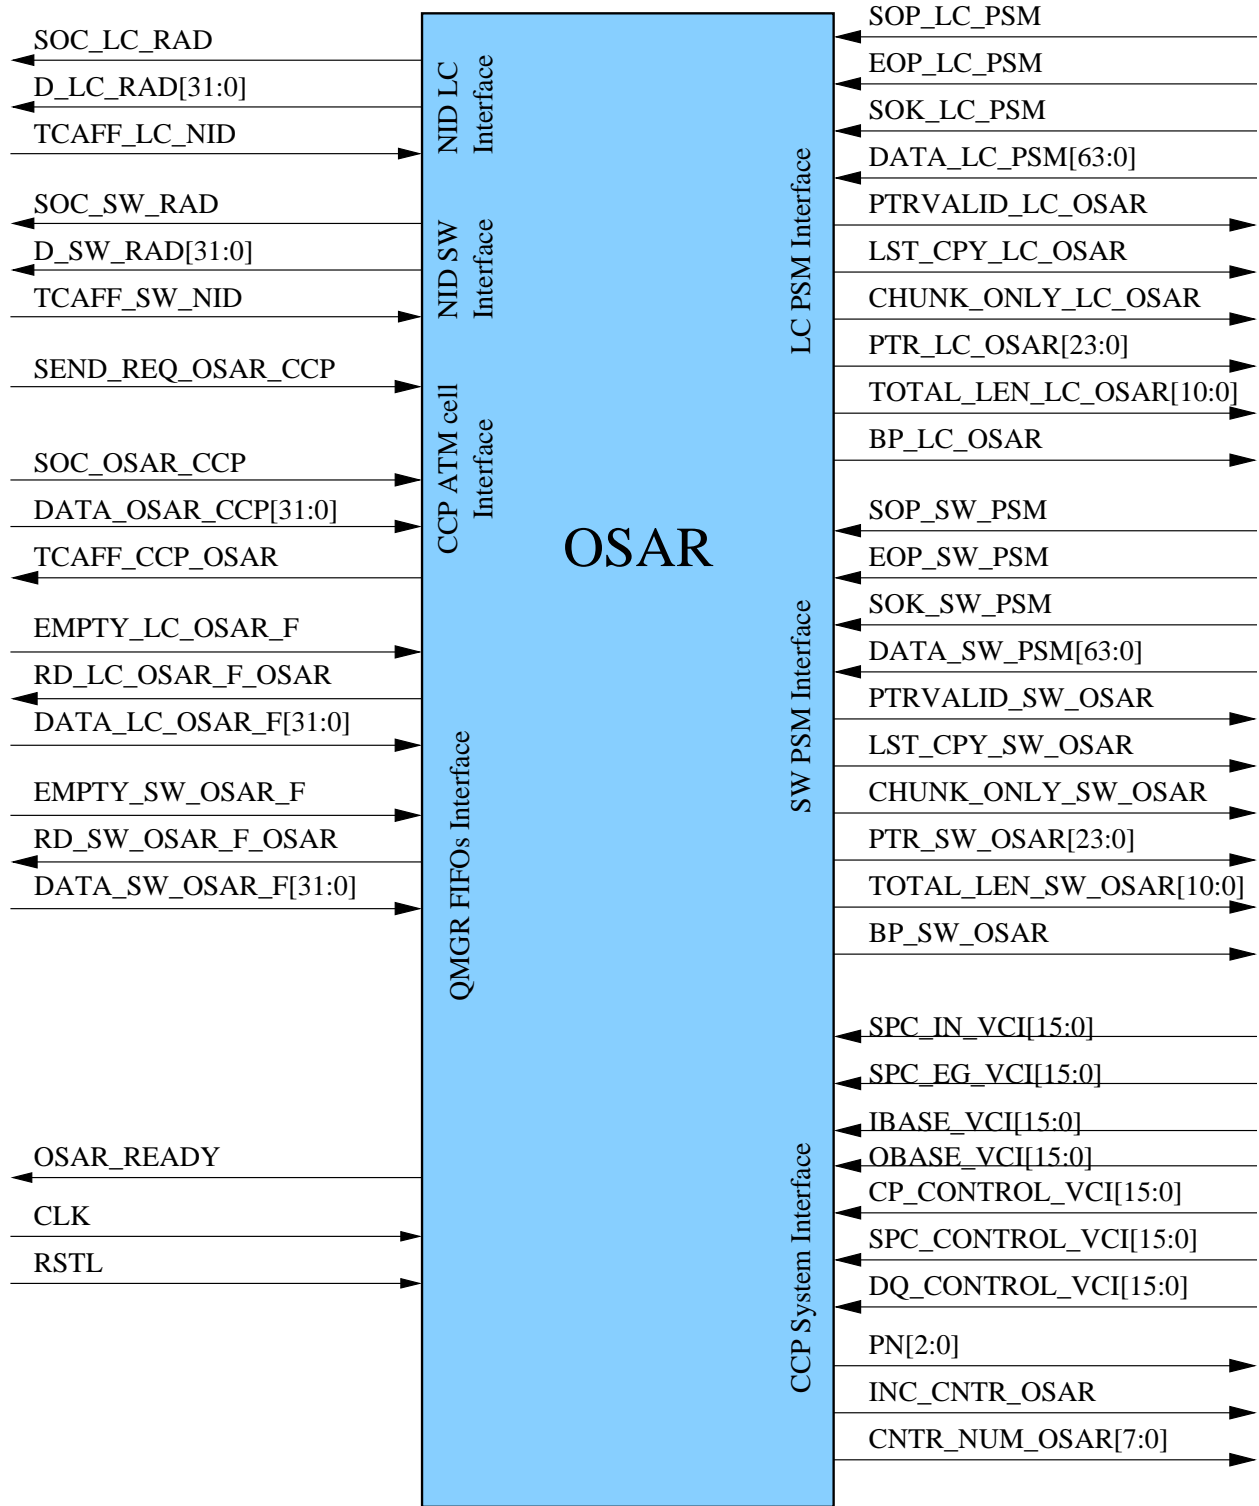 SOC_LC_RAD
D_LC_RAD[31:0]
TCAFF_LC_NID
SOC_SW_RAD
D_SW_RAD[31:0]
TCAFF_SW_NID
SEND_REQ_OSAR_CCP
SOC_OSAR_CCP
DATA_OSAR_CCP[31:0]
TCAFF_CCP_OSAR
EMPTY_LC_OSAR_F
RD_LC_OSAR_F_OSAR
DATA_LC_OSAR_F[31:0]
EMPTY_SW_OSAR_F
RD_SW_OSAR_F_OSAR
DATA_SW_OSAR_F[31:0]
OSAR_READY
CLK
RSTL
NID LC
Interface
NID SW
Interface
CCP ATM cell
Interface
QMGR FIFOs Interface
OSAR
LC PSM Interface
SW PSM Interface
CCP System Interface
SOP_LC_PSM
EOP_LC_PSM
SOK_LC_PSM
DATA_LC_PSM[63:0]
PTRVALID_LC_OSAR
LST_CPY_LC_OSAR
CHUNK_ONLY_LC_OSAR
PTR_LC_OSAR[23:0]
TOTAL_LEN_LC_OSAR[10:0]
BP_LC_OSAR
SOP_SW_PSM
EOP_SW_PSM
SOK_SW_PSM
DATA_SW_PSM[63:0]
PTRVALID_SW_OSAR
LST_CPY_SW_OSAR
CHUNK_ONLY_SW_OSAR
PTR_SW_OSAR[23:0]
TOTAL_LEN_SW_OSAR[10:0]
BP_SW_OSAR
SPC_IN_VCI[15:0]
SPC_EG_VCI[15:0]
IBASE_VCI[15:0]
OBASE_VCI[15:0]
CP_CONTROL_VCI[15:0]
SPC_CONTROL_VCI[15:0]
DQ_CONTROL_VCI[15:0]
PN[2:0]
INC_CNTR_OSAR
CNTR_NUM_OSAR[7:0]